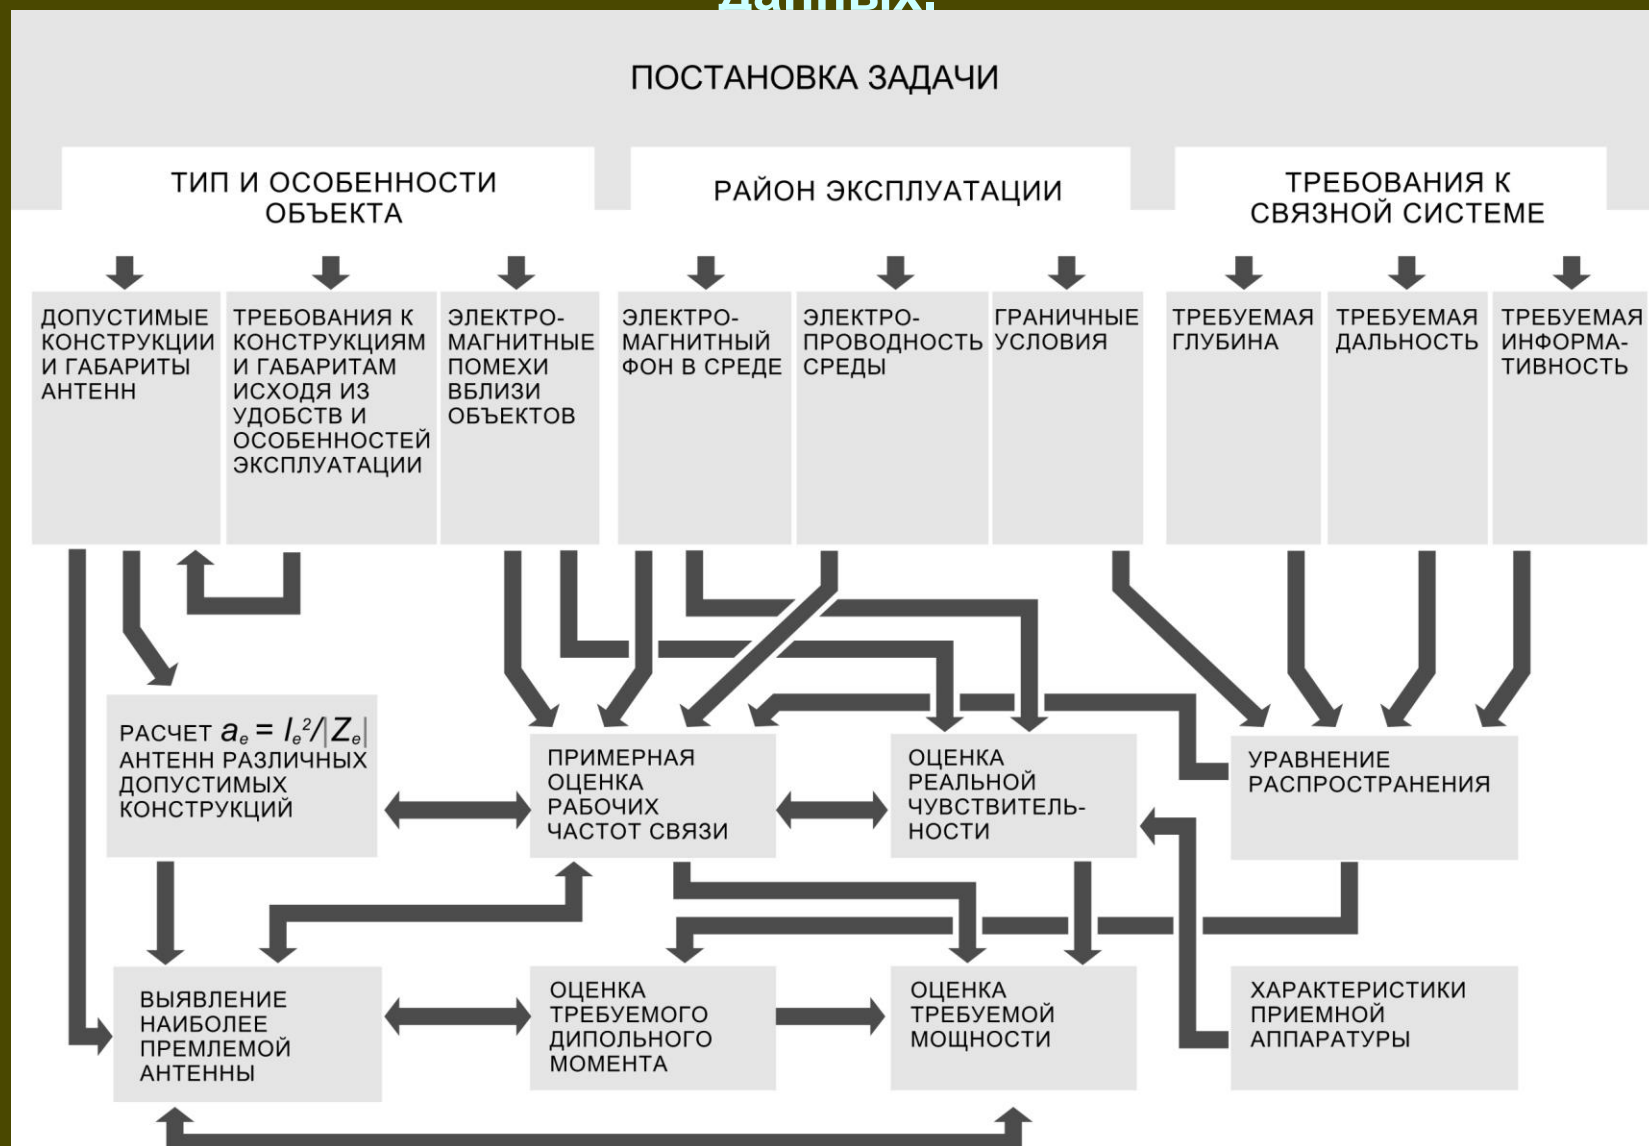 данных.
ПОСТАНОВКА ЗАДАЧИ
ТИП И ОСОБЕННОСТИ
ОБЪЕКТА
РАЙОН ЭКСПЛУАТАЦИИ
ТРЕБОВАНИЯ К
СВЯЗНОЙ СИСТЕМЕ
ДОПУСТИМЫЕ
КОНСТРУКЦИИ
И ГАБАРИТЫ
АНТЕНН
ТРЕБОВАНИЯ К
КОНСТРУКЦИЯМ
И ГАБАРИТАМ
ИСХОДЯ ИЗ
УДОБСТВ И
ОСОБЕННОСТЕЙ
ЭКСПЛУАТАЦИИ
ЭЛЕКТРО-
МАГНИТНЫЕ
ПОМЕХИ
ВБЛИЗИ
ОБЪЕКТОВ
ЭЛЕКТРО-
МАГНИТНЫЙ
ФОН В СРЕДЕ
ЭЛЕКТРО-
ПРОВОДНОСТЬ
СРЕДЫ
ГРАНИЧНЫЕ
УСЛОВИЯ
ТРЕБУЕМАЯ
ГЛУБИНА
ТРЕБУЕМАЯ
ДАЛЬНОСТЬ
ТРЕБУЕМАЯ
ИНФОРМА-
ТИВНОСТЬ
РАСЧЕТ aₑ = lₑ²/|Zₑ|
АНТЕНН РАЗЛИЧНЫХ
ДОПУСТИМЫХ
КОНСТРУКЦИЙ
ПРИМЕРНАЯ
ОЦЕНКА
РАБОЧИХ
ЧАСТОТ СВЯЗИ
ОЦЕНКА
РЕАЛЬНОЙ
ЧУВСТВИТЕЛЬ-
НОСТИ
УРАВНЕНИЕ
РАСПРОСТРАНЕНИЯ
ВЫЯВЛЕНИЕ
НАИБОЛЕЕ
ПРЕМЛЕМОЙ
АНТЕННЫ
ОЦЕНКА
ТРЕБУЕМОГО
ДИПОЛЬНОГО
МОМЕНТА
ОЦЕНКА
ТРЕБУЕМОЙ
МОЩНОСТИ
ХАРАКТЕРИСТИКИ
ПРИЕМНОЙ
АППАРАТУРЫ